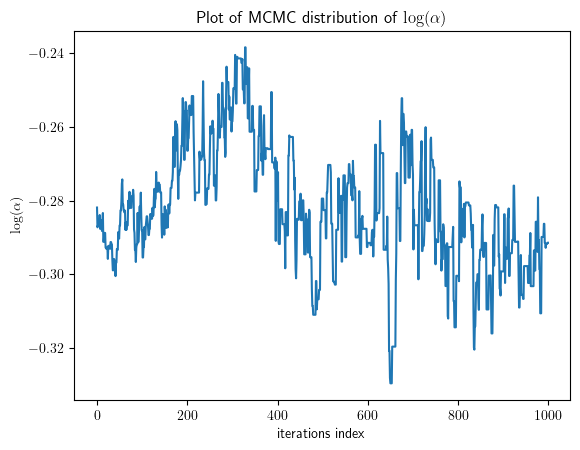 Plot of MCMC distribution of log(α)
−0.24
−0.26
−0.28
−0.30
−0.32
log(α)
0 200 400 600 800 1000
iterations index